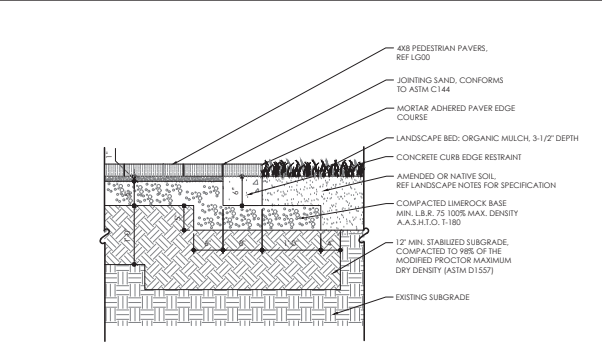 4X8 PEDESTRIAN PAVERS,
REF LG00
JOINTING SAND, CONFORMS
TO ASTM C144
MORTAR ADHERED PAVER EDGE
COURSE
LANDSCAPE BED: ORGANIC MULCH, 3-1/2" DEPTH
CONCRETE CURB EDGE RESTRAINT
AMENDED OR NATIVE SOIL,
REF LANDSCAPE NOTES FOR SPECIFICATION
COMPACTED LIMEROCK BASE
MIN. L.B.R. 75 100% MAX. DENSITY
A.A.S.H.T.O. T-180
12" MIN. STABILIZED SUBGRADE,
COMPACTED TO 98% OF THE
MODIFIED PROCTOR MAXIMUM
DRY DENSITY (ASTM D1557)
EXISTING SUBGRADE